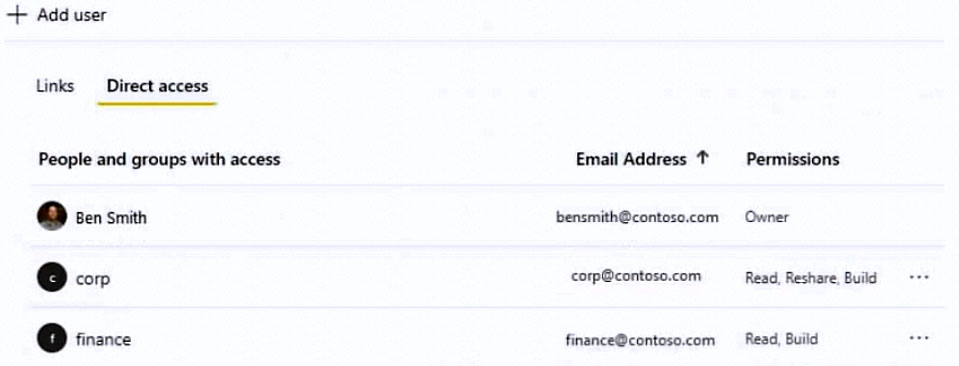 + Add user
Links Direct access
People and groups with access Email Address ↑ Permissions
Ben Smith bensmith@contoso.com Owner
c corp corp@contoso.com Read, Reshare, Build ...
f finance finance@contoso.com Read, Build ...